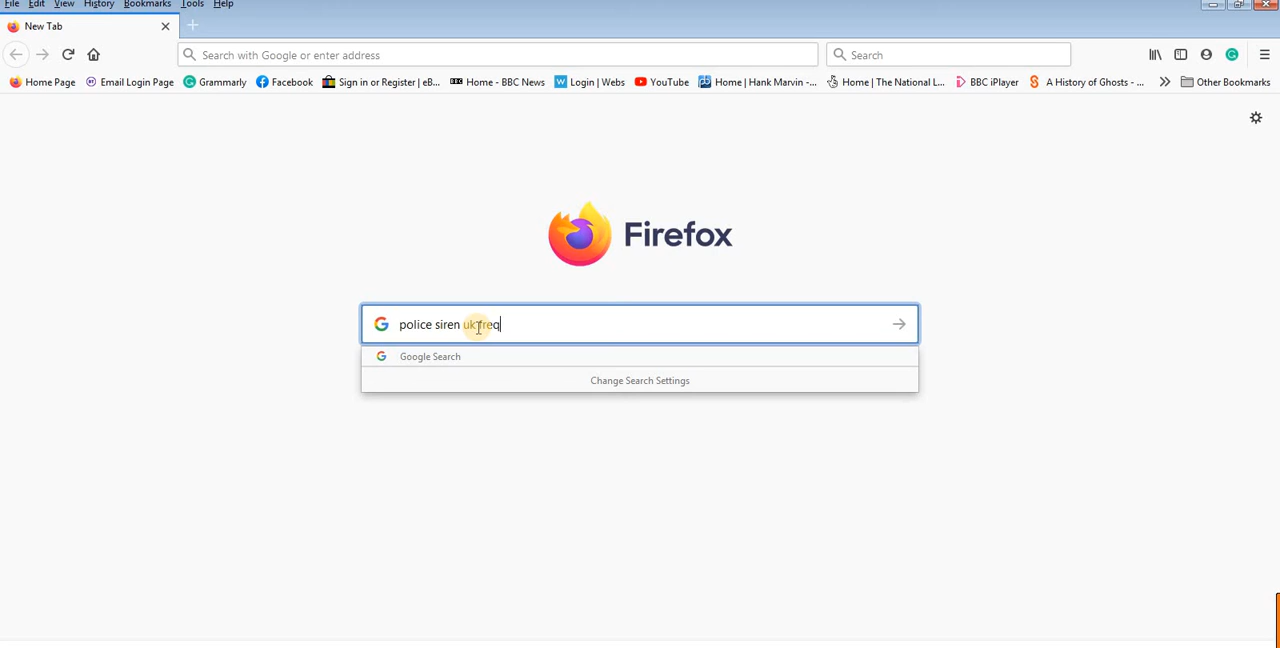 File Edit View History Bookmarks Tools Help
New Tab
Search with Google or enter address Search
Home Page Email Login Page Grammarly Facebook Sign in or Register | eB... Home - BBC News Login | Webs YouTube Home | Hank Marvin -... Home | The National L... BBC iPlayer A History of Ghosts - ... Other Bookmarks
Firefox
police siren uk freq
Google Search
Change Search Settings